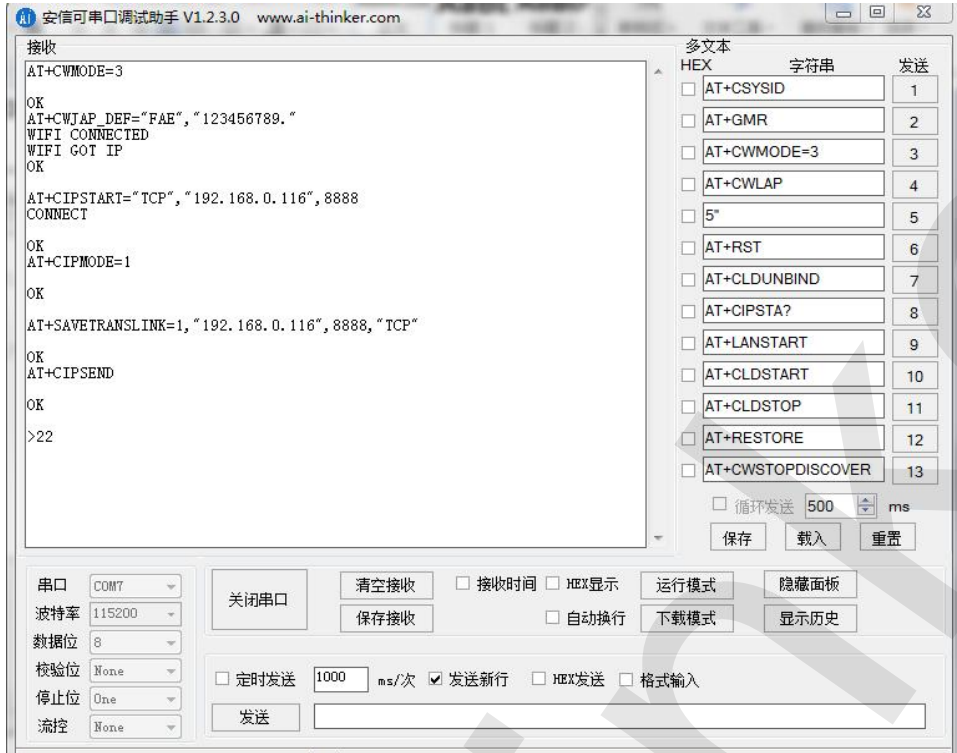 安信可串口调试助手 V1.2.3.0 www.ai-thinker.com
接收
AT+CWMODE=3
OK
AT+CWJAP_DEF="FAE","123456789."
WIFI CONNECTED
WIFI GOT IP
OK
AT+CIPSTART="TCP","192.168.0.116",8888
CONNECT
OK
AT+CIPMODE=1
OK
AT+SAVETRANSLINK=1,"192.168.0.116",8888,"TCP"
OK
AT+CIPSEND
OK
>22
多文本
HEX 字符串 发送
AT+CSYSID 1
AT+GMR 2
AT+CWMODE=3 3
AT+CWLAP 4
5" 5
AT+RST 6
AT+CLDUNBIND 7
AT+CIPSTA? 8
AT+LANSTART 9
AT+CLDSTART 10
AT+CLDSTOP 11
AT+RESTORE 12
AT+CWSTOPDISCOVER 13
循环发送 500 ms
保存 载入 重置
串口 COM7
波特率 115200
数据位 8
校验位 None
停止位 One
流控 None
关闭串口
清空接收 接收时间 HEX显示 运行模式 隐藏面板
保存接收 自动换行 下载模式 显示历史
定时发送 1000 ms/次 发送新行 HEX发送 格式输入
发送